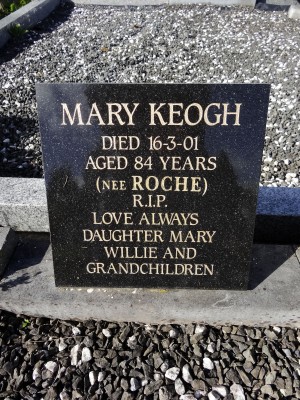 MARY KEOGH
DIED 16-3-01
AGED 84 YEARS
(NEE ROCHE)
R.I.P.
LOVE ALWAYS
DAUGHTER MARY
WILLIE AND
GRANDCHILDREN